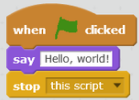 when clicked
say Hello, world!
stop this script